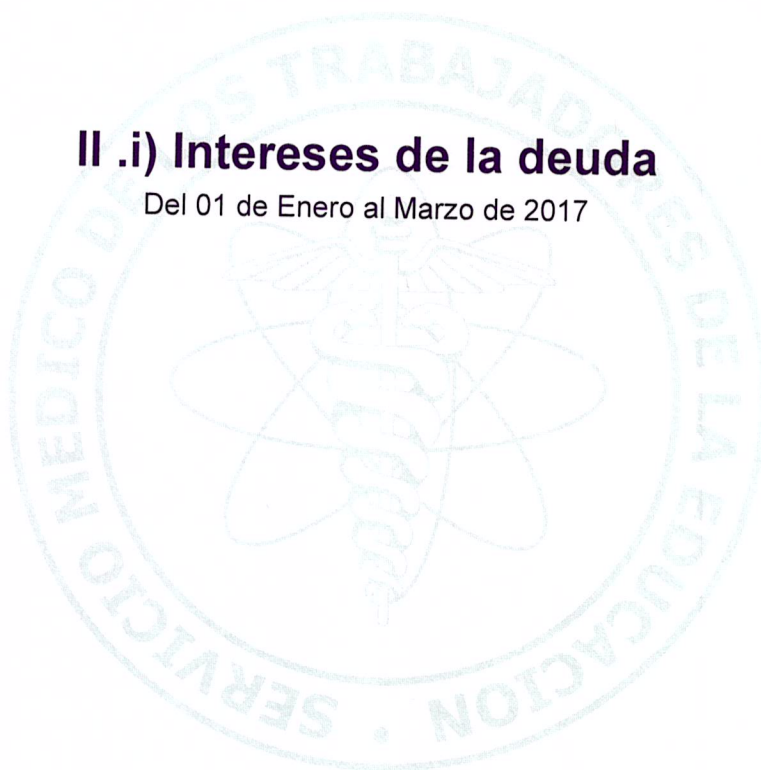 II .i) Intereses de la deuda
Del 01 de Enero al Marzo de 2017
SERVICIO MEDICO DE LOS TRABAJADORES DE LA EDUCACION